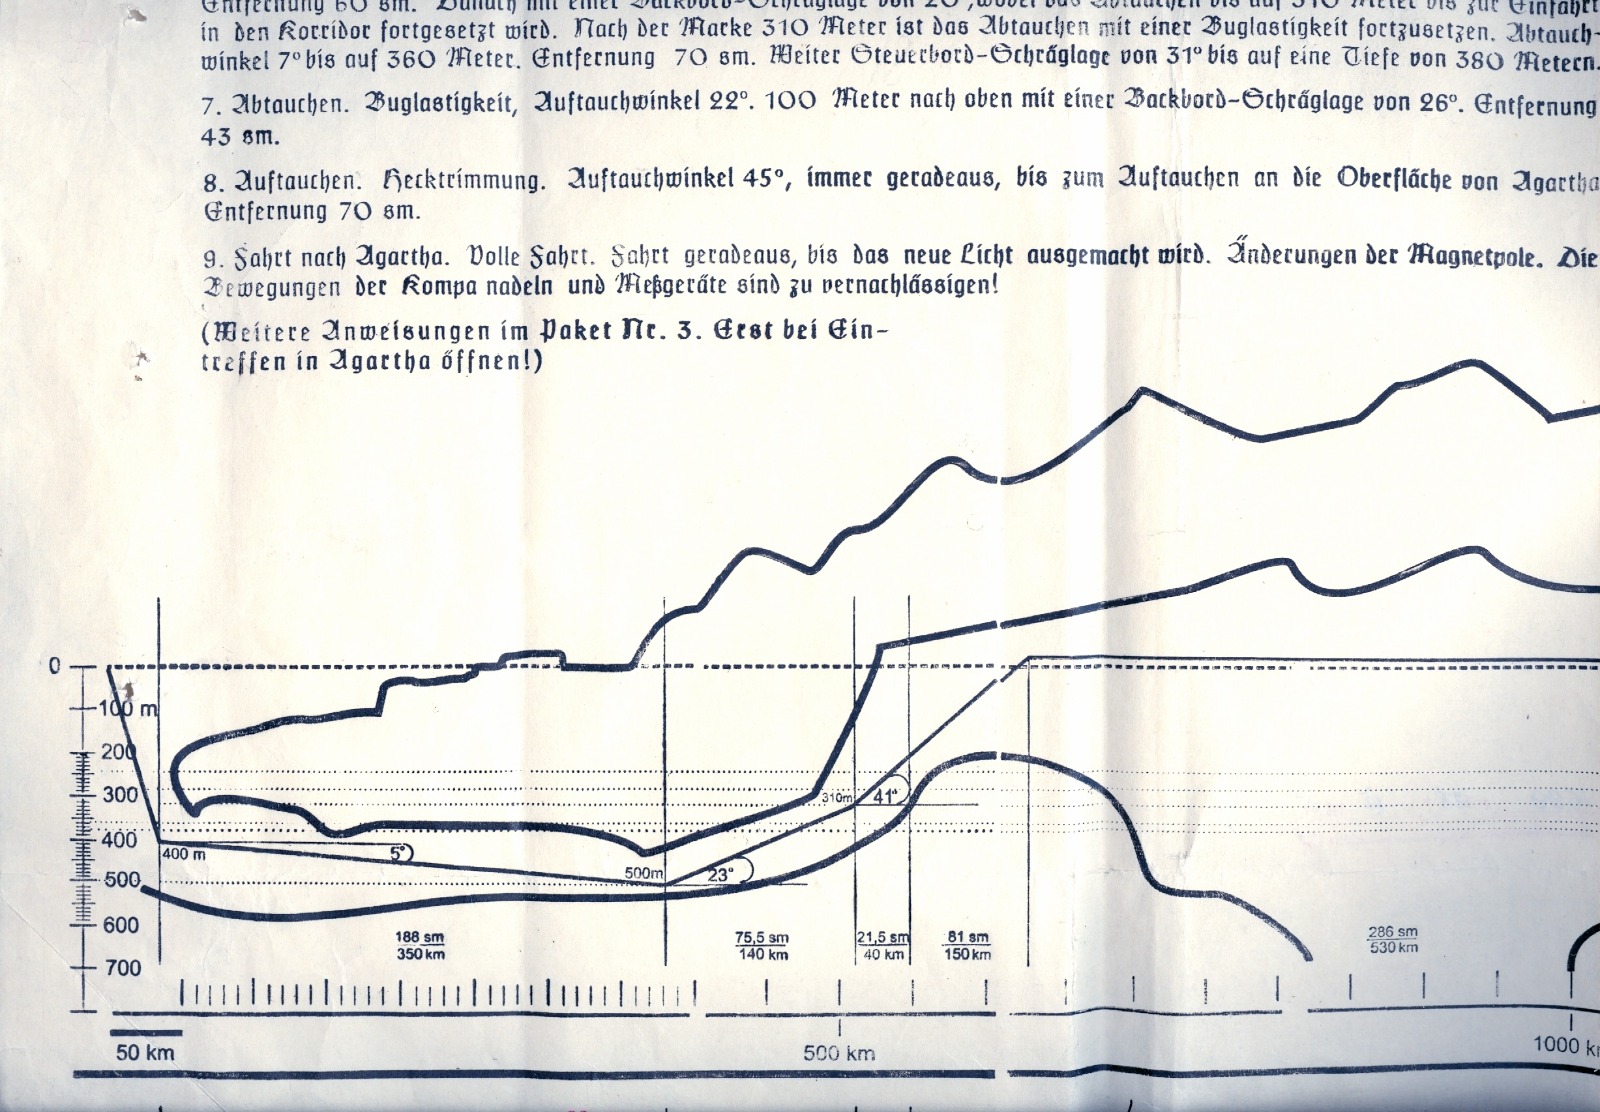 Entfernung 60 sm. Danach mit einer Backbord-Schräglage von 20°, wobei das Abtauchen bis auf 310 Meter bis zur Einfahrt
in den Korridor fortgesetzt wird. Nach der Marke 310 Meter ist das Abtauchen mit einer Buglastigkeit fortzusetzen. Abtauch-
winkel 7° bis auf 360 Meter. Entfernung 70 sm. Weiter Steuerbord-Schräglage von 31° bis auf eine Tiefe von 380 Metern.
7. Abtauchen. Buglastigkeit, Auftauchwinkel 22°. 100 Meter nach oben mit einer Backbord-Schräglage von 26°. Entfernung
43 sm.
8. Auftauchen. Hecktrimmung. Auftauchwinkel 45°, immer geradeaus, bis zum Auftauchen an die Oberfläche von Agartha
Entfernung 70 sm.
9. Fahrt nach Agartha. Volle Fahrt. Fahrt geradeaus, bis das neue Licht ausgemacht wird. Änderungen der Magnetpole. Die
Bewegungen der Kompa nadeln und Meßgeräte sind zu vernachlässigen!
(Weitere Anweisungen im Paket Nr. 3. Erst bei Ein-
treffen in Agartha öffnen!)
0
100 m
200
300
310m
41°
400
400 m
5°
500
500m
23°
600
188 sm
350 km
75,5 sm
140 km
21,5 sm
40 km
81 sm
150 km
286 sm
530 km
700
50 km
500 km
1000 k